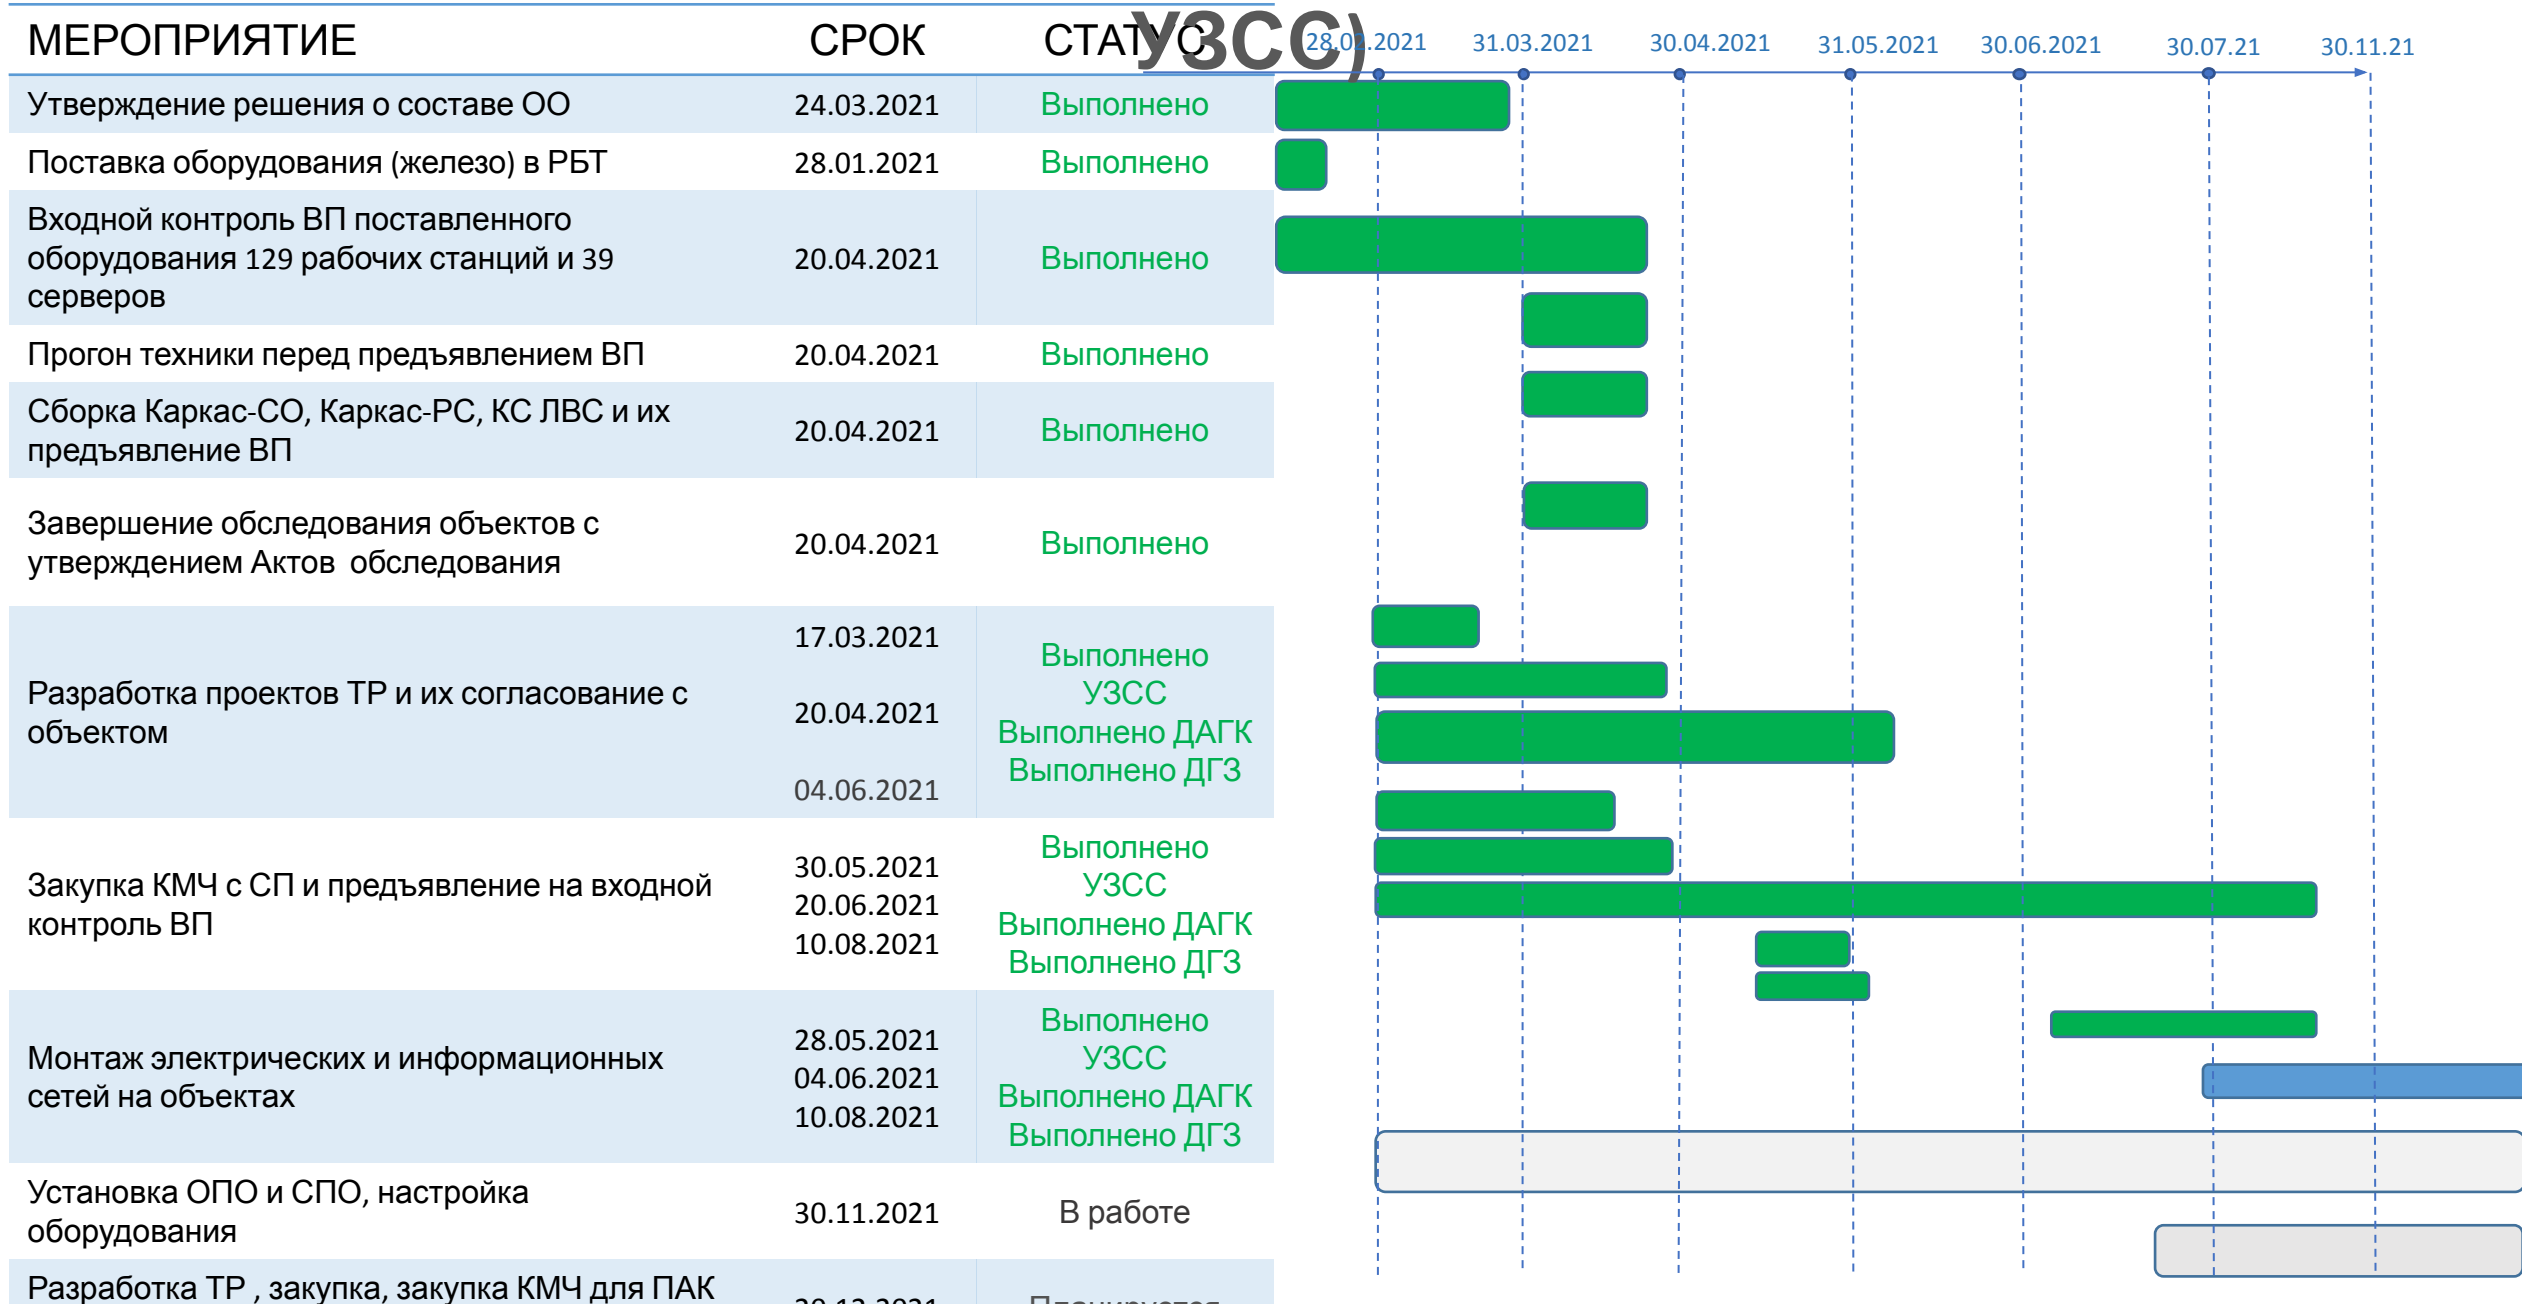 УЗСС)
МЕРОПРИЯТИЕ СРОК СТАТУС 28.02.2021 31.03.2021 30.04.2021 31.05.2021 30.06.2021 30.07.21 30.11.21
Утверждение решения о составе ОО 24.03.2021 Выполнено
Поставка оборудования (железо) в РБТ 28.01.2021 Выполнено
Входной контроль ВП поставленного
оборудования 129 рабочих станций и 39
серверов
20.04.2021 Выполнено
Прогон техники перед предъявлением ВП 20.04.2021 Выполнено
Сборка Каркас-СО, Каркас-РС, КС ЛВС и их
предъявление ВП
20.04.2021 Выполнено
Завершение обследования объектов с
утверждением Актов обследования
20.04.2021 Выполнено
Разработка проектов ТР и их согласование с
объектом
17.03.2021
20.04.2021
04.06.2021
Выполнено
УЗСС
Выполнено ДАГК
Выполнено ДГЗ
Закупка КМЧ с СП и предъявление на входной
контроль ВП
30.05.2021
20.06.2021
10.08.2021
Выполнено
УЗСС
Выполнено ДАГК
Выполнено ДГЗ
Монтаж электрических и информационных
сетей на объектах
28.05.2021
04.06.2021
10.08.2021
Выполнено
УЗСС
Выполнено ДАГК
Выполнено ДГЗ
Установка ОПО и СПО, настройка
оборудования
30.11.2021 В работе
Разработка ТР , закупка, закупка КМЧ для ПАК
Планируется